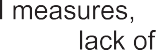 measures,
lack of